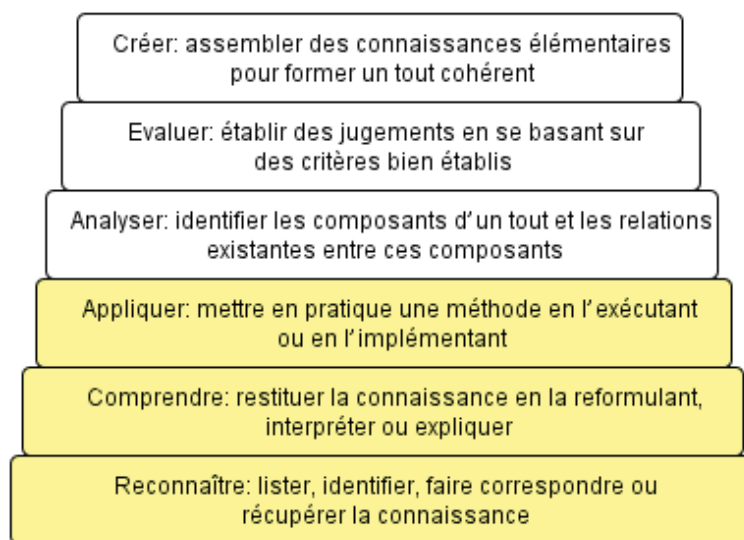 Créer: assembler des connaissances élémentaires
pour former un tout cohérent
Evaluer: établir des jugements en se basant sur
des critères bien établis
Analyser: identifier les composants d'un tout et les relations
existantes entre ces composants
Appliquer: mettre en pratique une méthode en l'exécutant
ou en l'implémentant
Comprendre: restituer la connaissance en la reformulant,
interpréter ou expliquer
Reconnaître: lister, identifier, faire correspondre ou
récupérer la connaissance